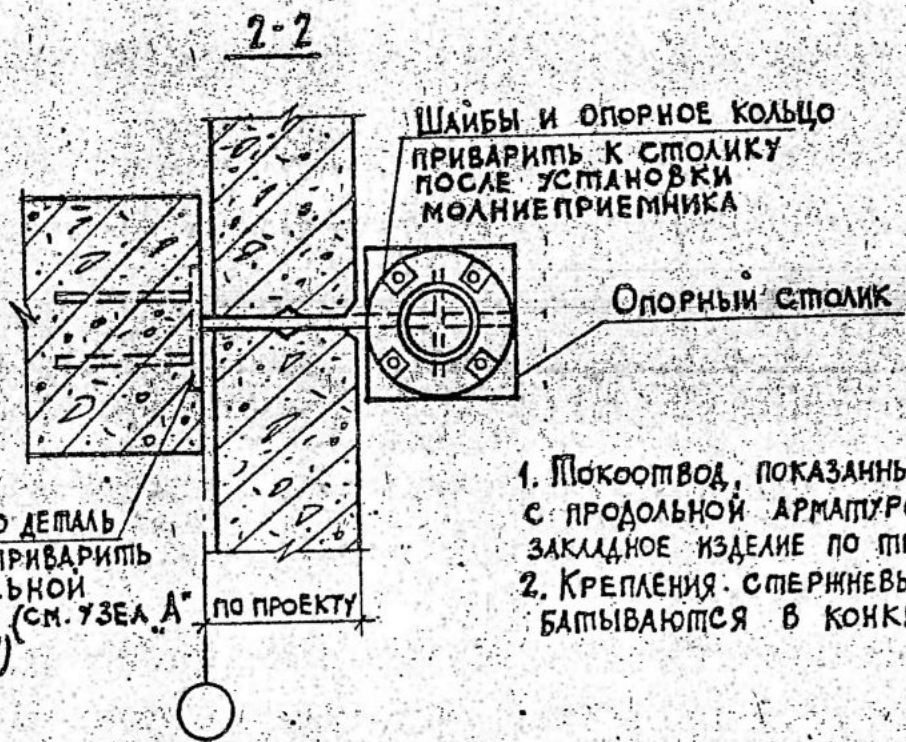 2-2
ШАЙБЫ И ОПОРНОЕ КОЛЬЦО
ПРИВАРИТЬ К СТОЛИКУ
ПОСЛЕ УСТАНОВКИ
МОЛНИЕПРИЕМНИКА
ОПОРНЫЙ СТОЛИК
ДЕТАЛЬ
ПРИВАРИТЬ
ЬНОЙ
(СМ. УЗЕЛ „А"
ПО ПРОЕКТУ
1. ТОКООТВОД, ПОКАЗАННЫ
С ПРОДОЛЬНОЙ АРМАТУРО
ЗАКЛАДНОЕ ИЗДЕЛИЕ ПО
2. КРЕПЛЕНИЯ СТЕРЖНЕВЫ
БАТЫВАЮТСЯ В КОНК